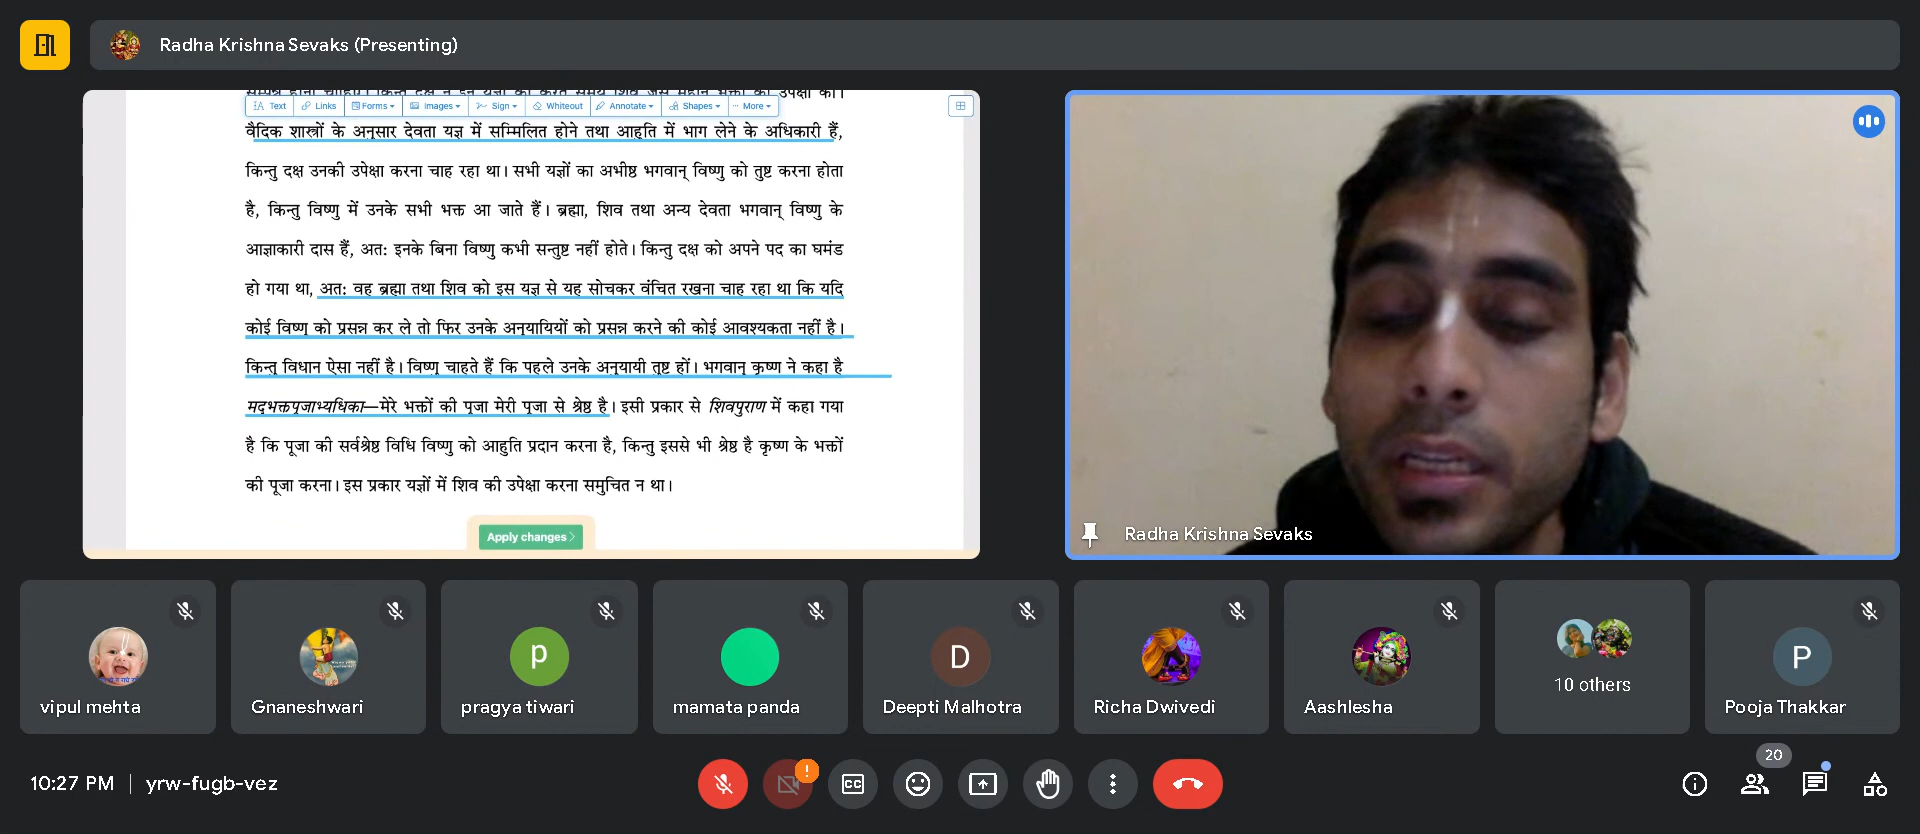 Radha Krishna Sevaks (Presenting)
Text Links Forms Images Sign Whiteout Annotate Shapes More
वैदिक शास्त्रों के अनुसार देवता यज्ञ में सम्मिलित होने तथा आहुति में भाग लेने के अधिकारी हैं,
किन्तु दक्ष उनकी उपेक्षा करना चाह रहा था। सभी यज्ञों का अभीष्ठ भगवान् विष्णु को तुष्ट करना होता
है, किन्तु विष्णु में उनके सभी भक्त आ जाते हैं। ब्रह्मा, शिव तथा अन्य देवता भगवान् विष्णु के
आज्ञाकारी दास हैं, अत: इनके बिना विष्णु कभी सन्तुष्ट नहीं होते। किन्तु दक्ष को अपने पद का घमंड
हो गया था, अत: वह ब्रह्मा तथा शिव को इस यज्ञ से यह सोचकर वंचित रखना चाह रहा था कि यदि
कोई विष्णु को प्रसन्न कर ले तो फिर उनके अनुयायियों को प्रसन्न करने की कोई आवश्यकता नहीं है।
किन्तु विधान ऐसा नहीं है। विष्णु चाहते हैं कि पहले उनके अनुयायी तुष्ट हों। भगवान् कृष्ण ने कहा है
मद्भक्तपूजाभ्यधिका—मेरे भक्तों की पूजा मेरी पूजा से श्रेष्ठ है। इसी प्रकार से शिवपुराण में कहा गया
है कि पूजा की सर्वश्रेष्ठ विधि विष्णु को आहुति प्रदान करना है, किन्तु इससे भी श्रेष्ठ है कृष्ण के भक्तों
की पूजा करना। इस प्रकार यज्ञों में शिव की उपेक्षा करना समुचित न था।
Apply changes
Radha Krishna Sevaks
vipul mehta
Gnaneshwari
p
pragya tiwari
mamata panda
D
Deepti Malhotra
Richa Dwivedi
Aashlesha
10 others
P
Pooja Thakkar
10:27 PM | yrw-fugb-vez
CC
20